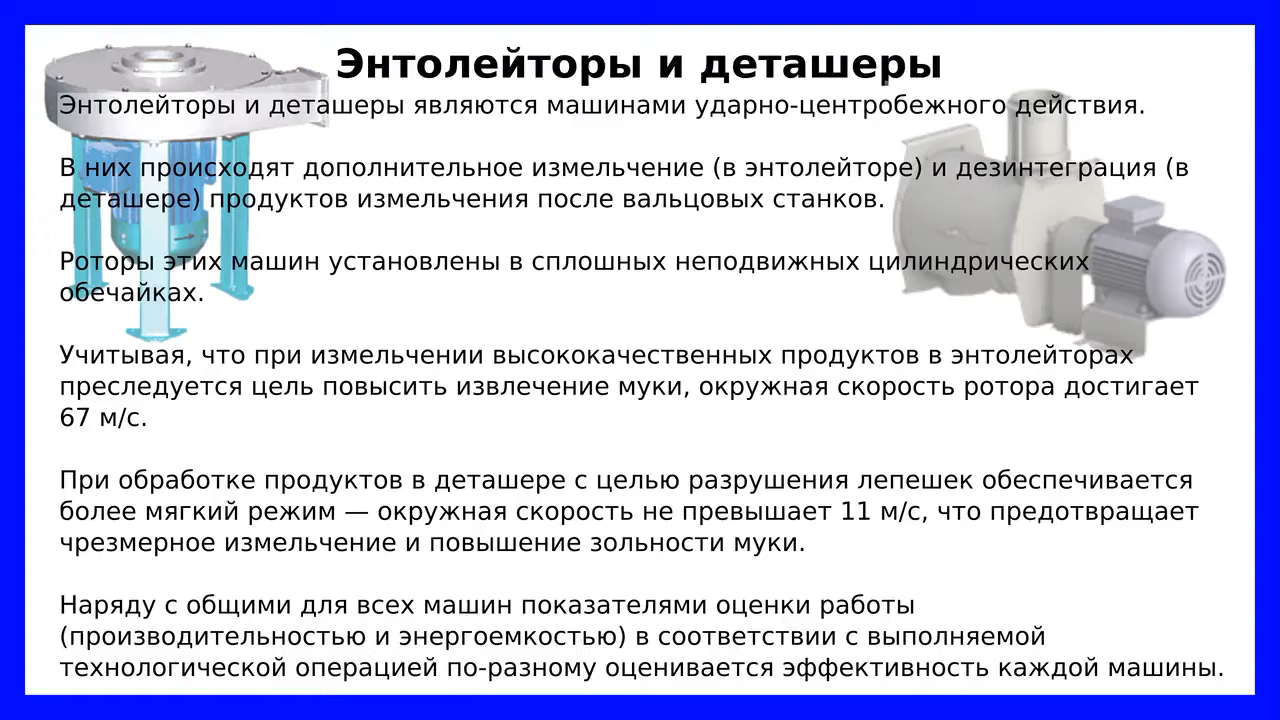 Энтолейторы и деташеры
Энтолейторы и деташеры являются машинами ударно-центробежного действия.
В них происходят дополнительное измельчение (в энтолейторе) и дезинтеграция (в
деташере) продуктов измельчения после вальцовых станков.
Роторы этих машин установлены в сплошных неподвижных цилиндрических
обечайках.
Учитывая, что при измельчении высококачественных продуктов в энтолейторах
преследуется цель повысить извлечение муки, окружная скорость ротора достигает
67 м/с.
При обработке продуктов в деташере с целью разрушения лепешек обеспечивается
более мягкий режим — окружная скорость не превышает 11 м/с, что предотвращает
чрезмерное измельчение и повышение зольности муки.
Наряду с общими для всех машин показателями оценки работы
(производительностью и энергоемкостью) в соответствии с выполняемой
технологической операцией по-разному оценивается эффективность каждой машины.